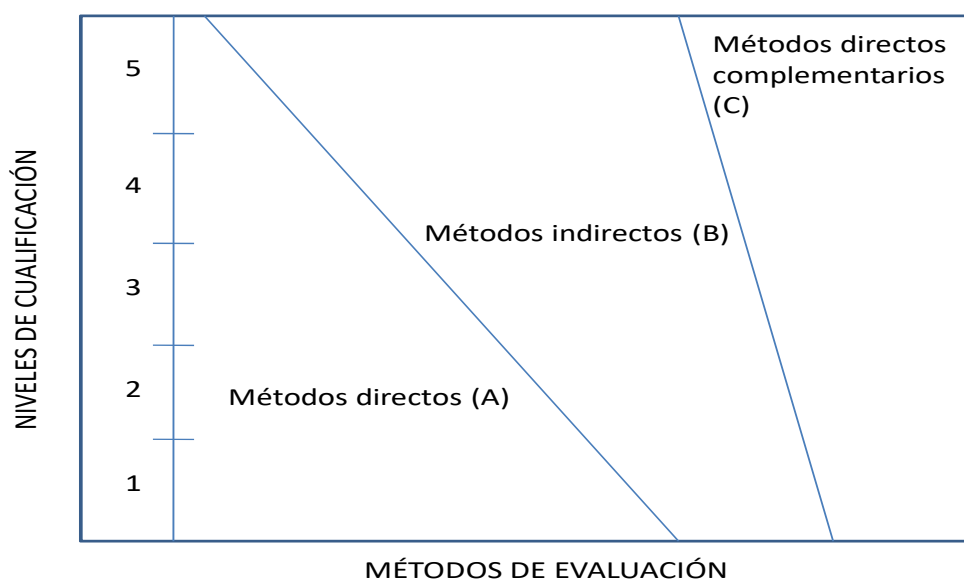 Métodos directos
complementarios
(C)
5
4
Métodos indirectos (B)
3
2
Métodos directos (A)
1
NIVELES DE CUALIFICACIÓN
MÉTODOS DE EVALUACIÓN